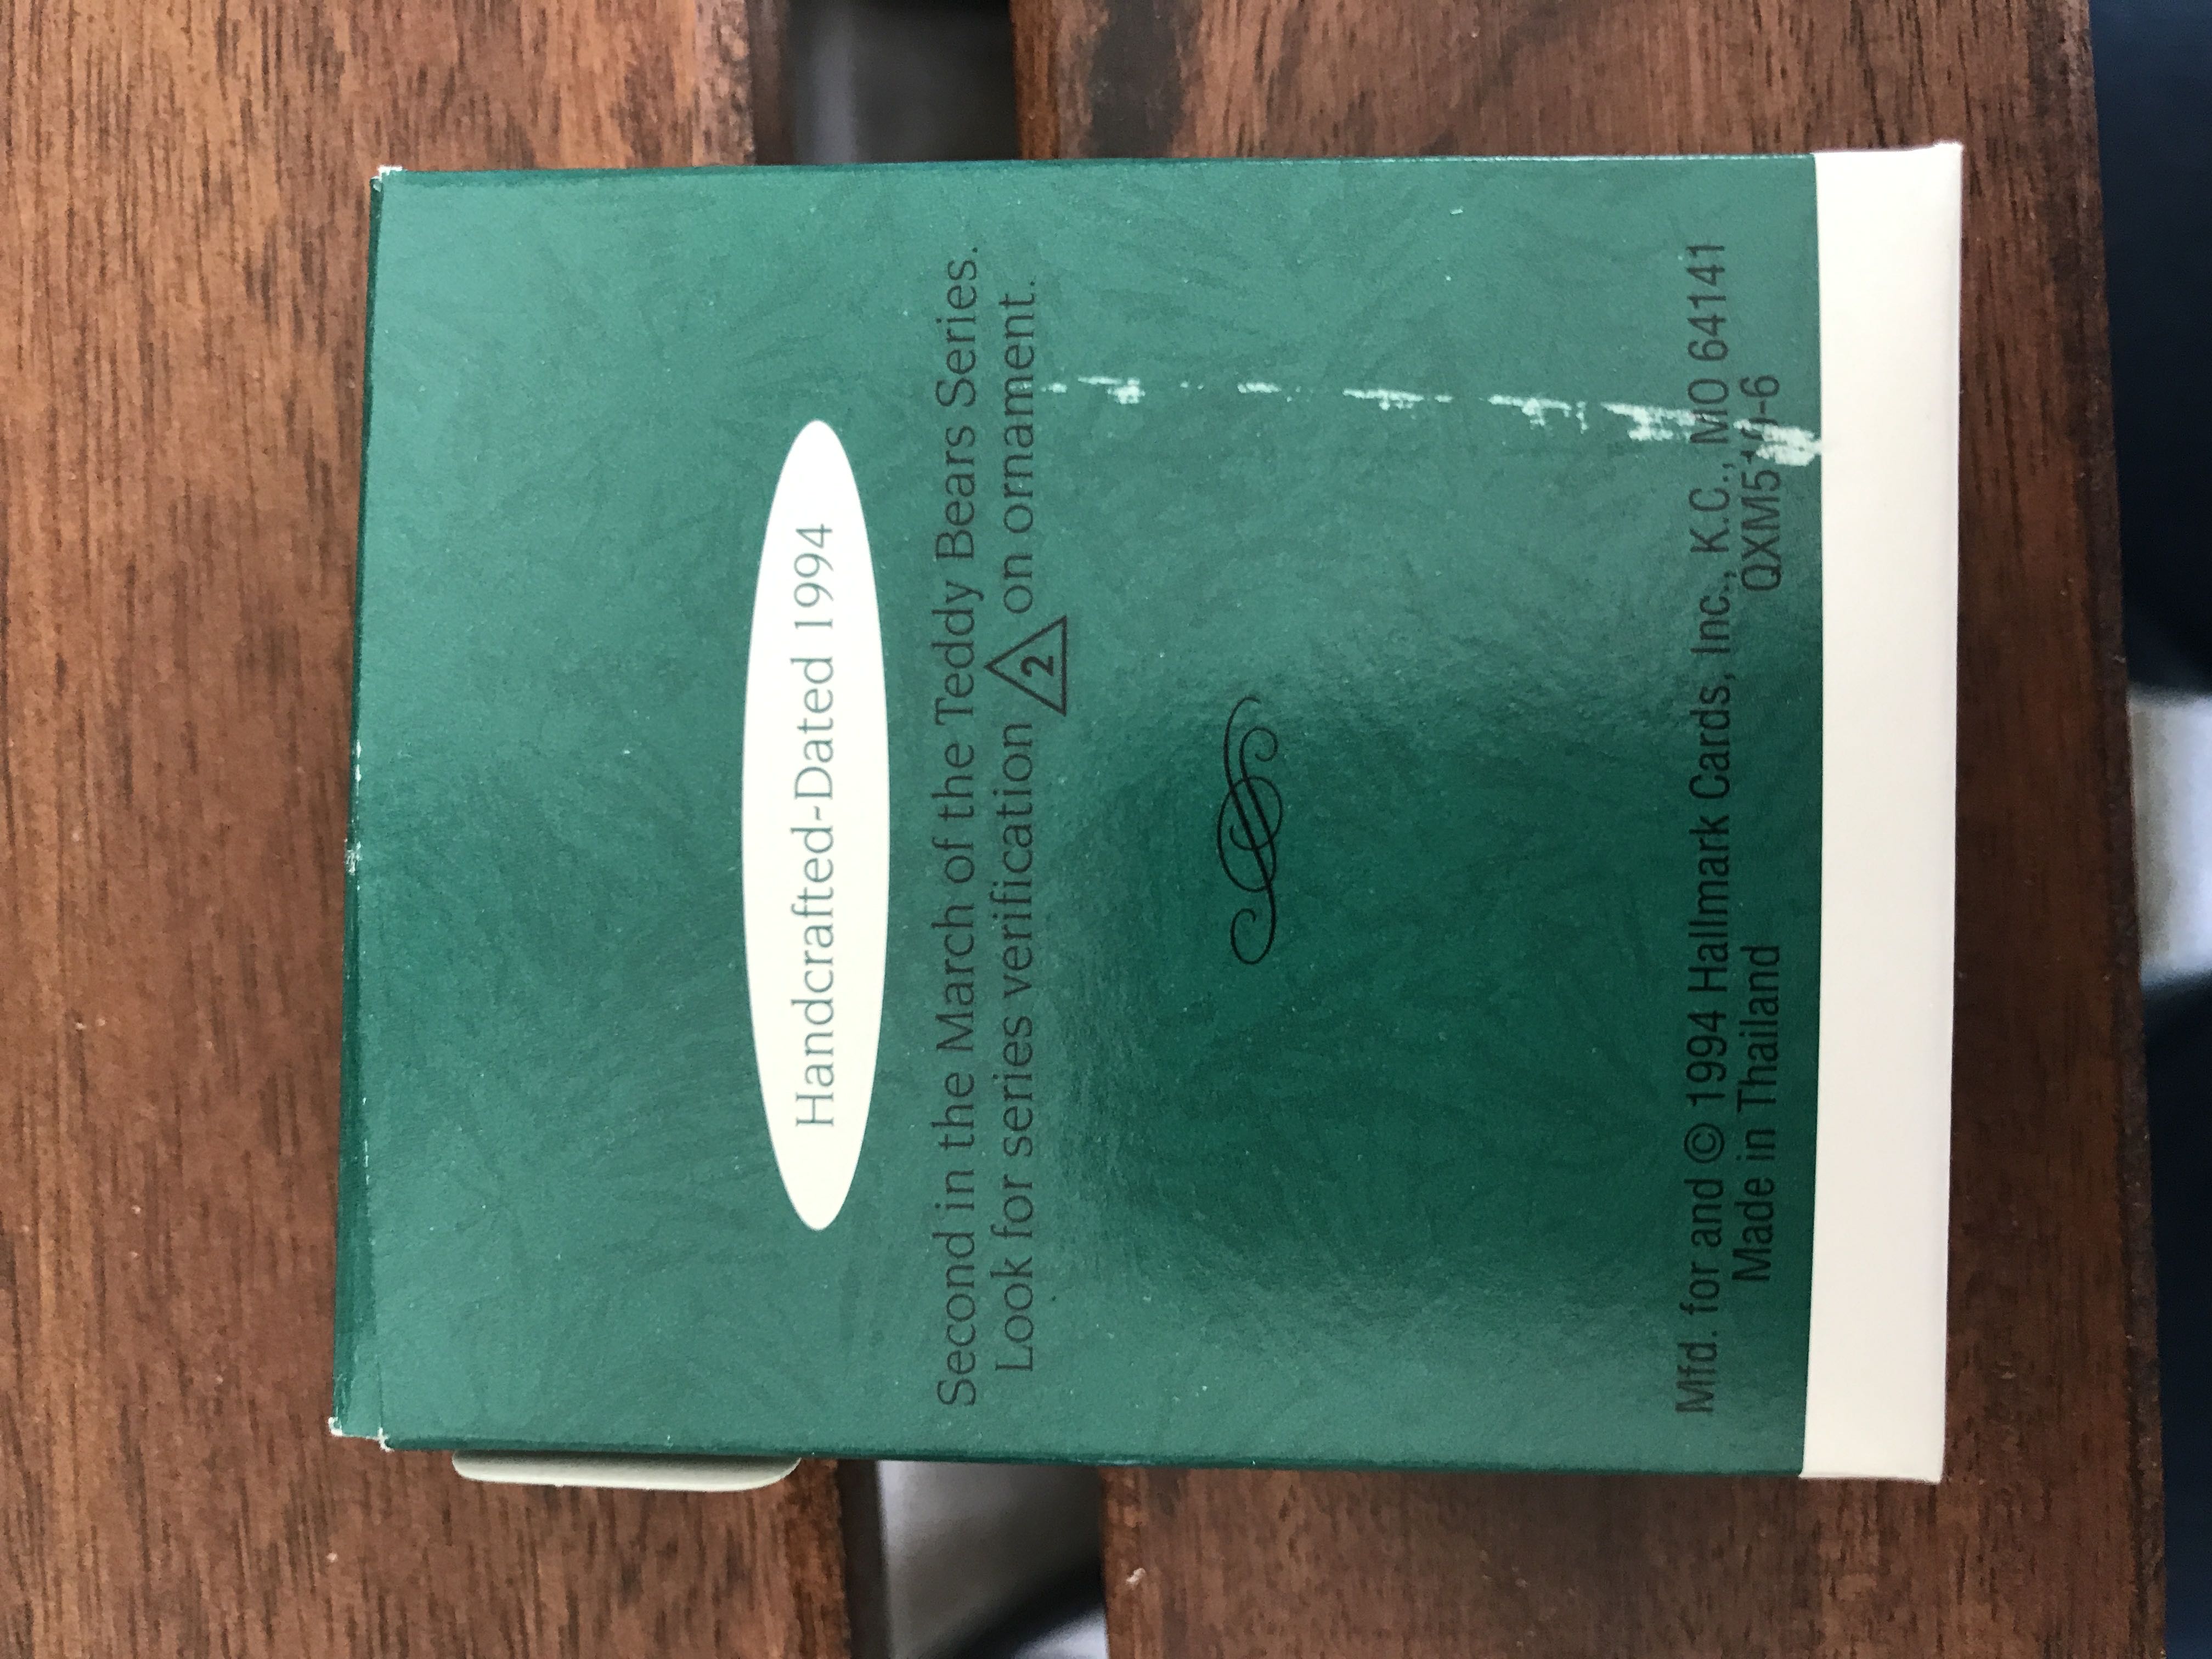 Handcrafted-Dated 1994
Second in the March of the Teddy Bears Series.
Look for series verification 2 on ornament.
Mfd. for and © 1994 Hallmark Cards, Inc., K.C., MO 64141
Made in Thailand